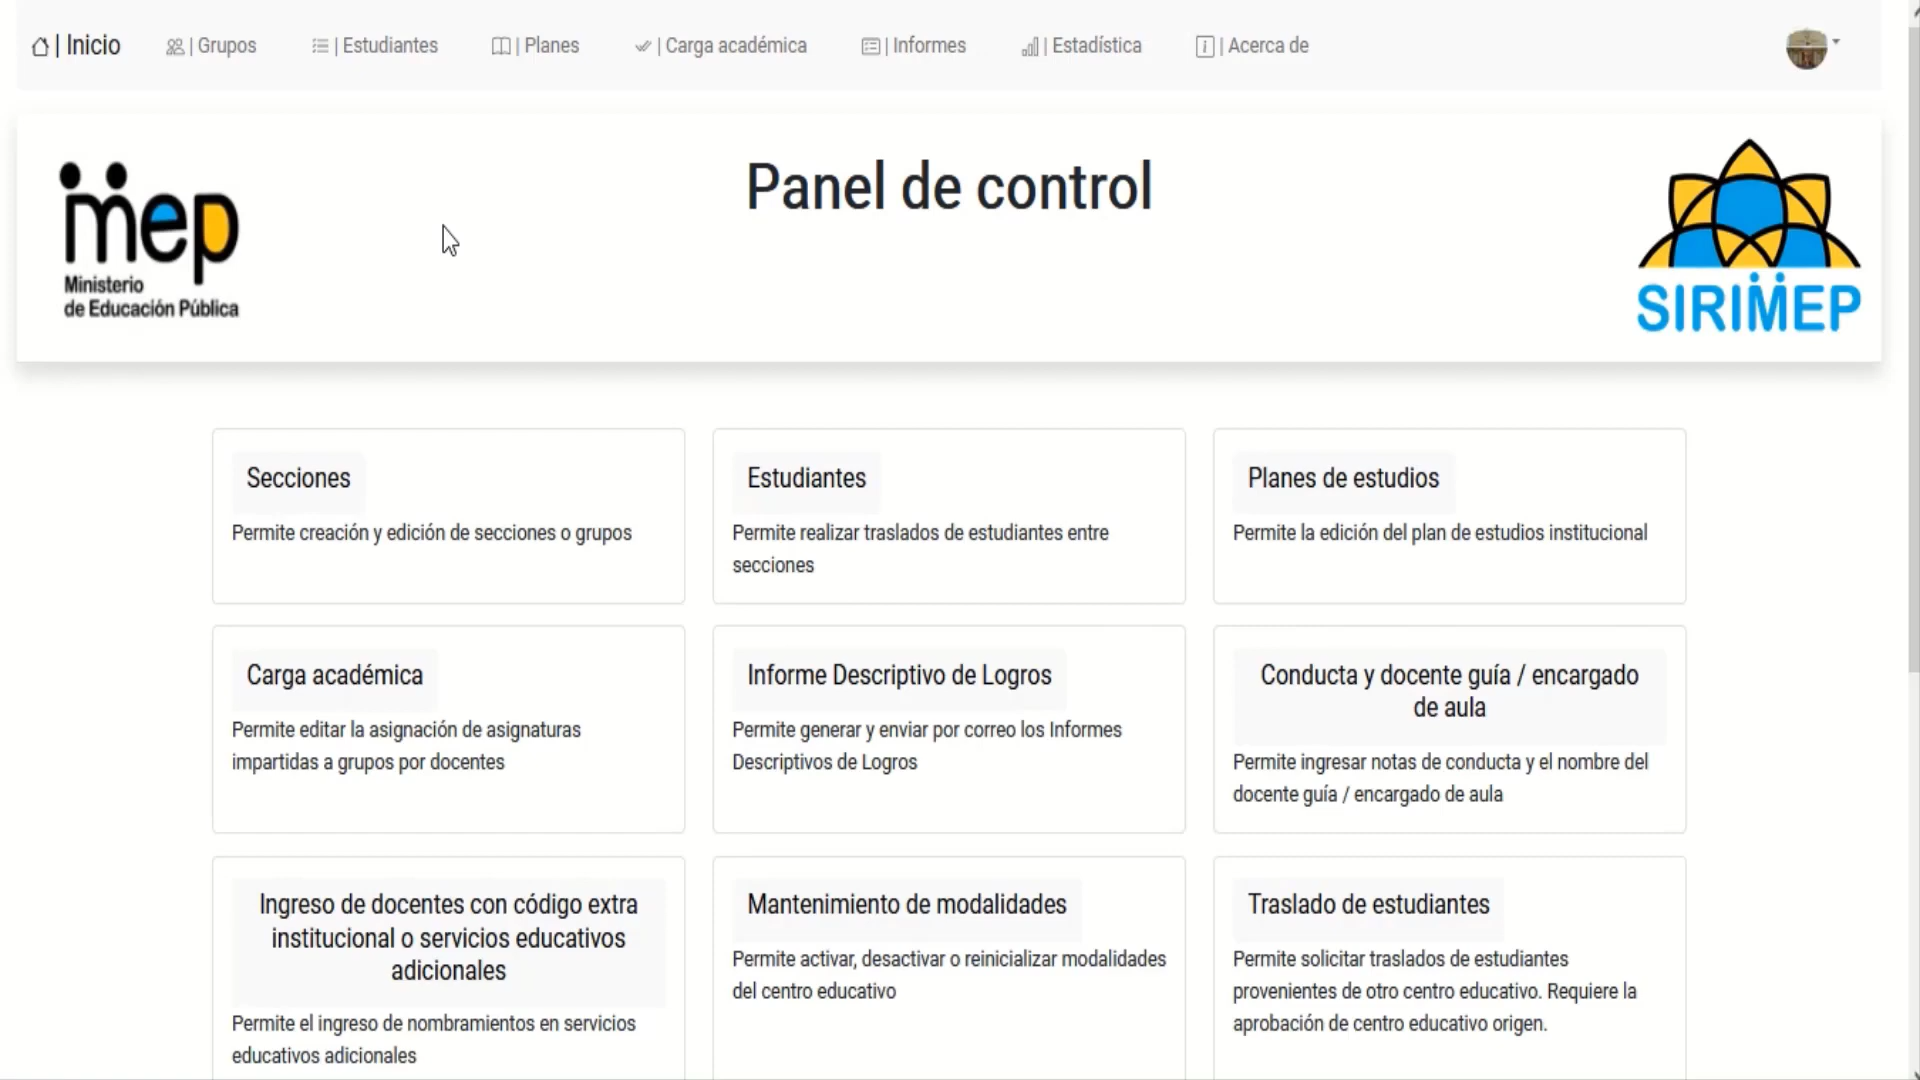 | Inicio
| Grupos
| Estudiantes
| Planes
| Carga académica
| Informes
| Estadística
| Acerca de
mep
Ministerio
de Educación Pública
Panel de control
SIRIMEP
Secciones
Permite creación y edición de secciones o grupos
Estudiantes
Permite realizar traslados de estudiantes entre
secciones
Planes de estudios
Permite la edición del plan de estudios institucional
Carga académica
Permite editar la asignación de asignaturas
impartidas a grupos por docentes
Informe Descriptivo de Logros
Permite generar y enviar por correo los Informes
Descriptivos de Logros
Conducta y docente guía / encargado
de aula
Permite ingresar notas de conducta y el nombre del
docente guía / encargado de aula
Ingreso de docentes con código extra
institucional o servicios educativos
adicionales
Permite el ingreso de nombramientos en servicios
educativos adicionales
Mantenimiento de modalidades
Permite activar, desactivar o reinicializar modalidades
del centro educativo
Traslado de estudiantes
Permite solicitar traslados de estudiantes
provenientes de otro centro educativo. Requiere la
aprobación de centro educativo origen.